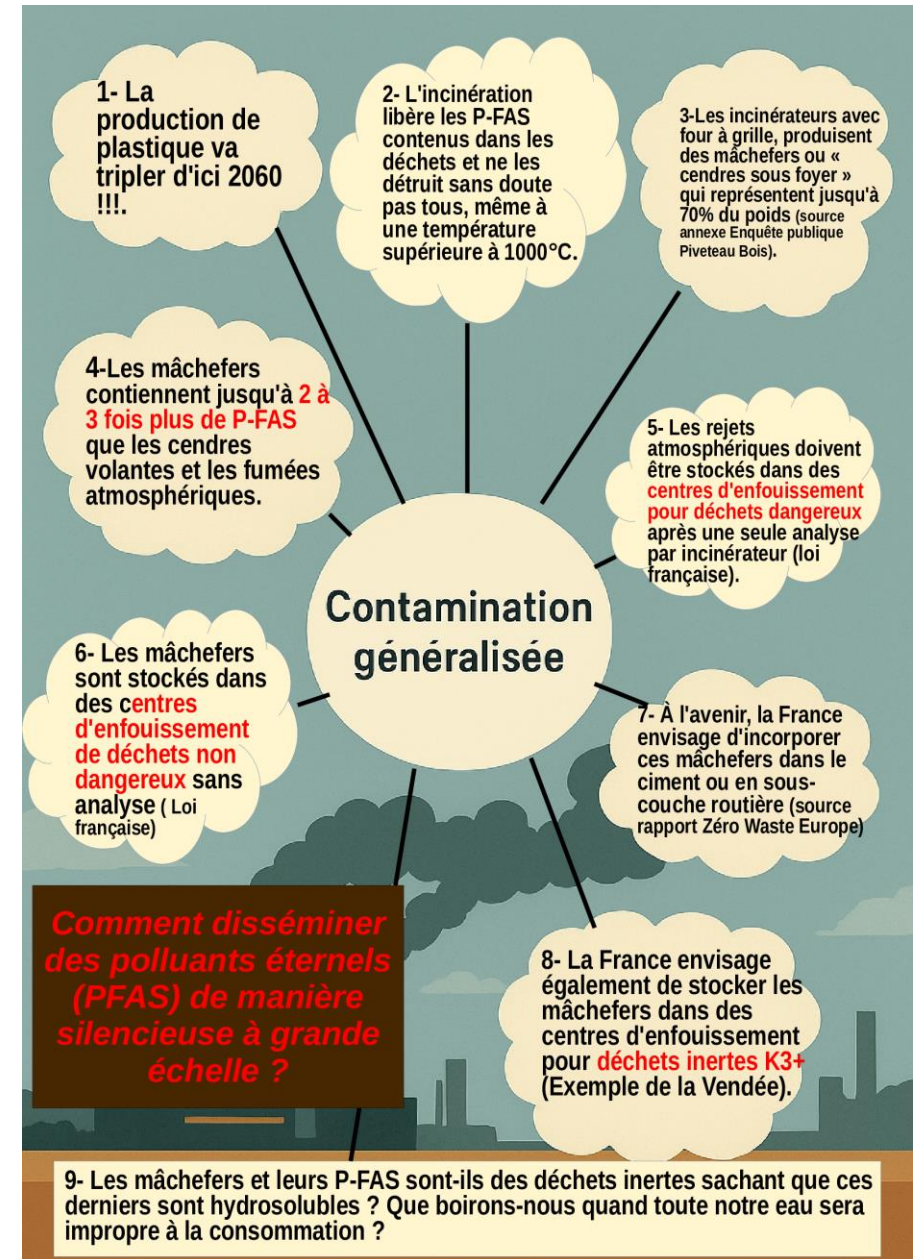 1- La
production de
plastique va
tripler d'ici 2060
!!!.
2- L'incinération
libère les P-FAS
contenus dans les
déchets et ne les
détruit sans doute
pas tous, même à
une température
supérieure à 1000°C.
3-Les incinérateurs avec
four à grille, produisent
des mâchefers ou «
cendres sous foyer »
qui représentent jusqu'à
70% du poids (source
annexe Enquête publique
Piveteau Bois).
4-Les mâchefers
contiennent jusqu'à 2 à
3 fois plus de P-FAS
que les cendres
volantes et les fumées
atmosphériques.
5- Les rejets
atmosphériques doivent
être stockés dans des
centres d'enfouissement
pour déchets dangereux
après une seule analyse
par incinérateur (loi
française).
Contamination
généralisée
6- Les mâchefers
sont stockés dans
des centres
d'enfouissement
de déchets non
dangereux sans
analyse ( Loi
française)
7- À l'avenir, la France
envisage d'incorporer
ces mâchefers dans le
ciment ou en sous-
couche routière (source
rapport Zéro Waste Europe)
Comment disséminer
des polluants éternels
(PFAS) de manière
silencieuse à grande
échelle ?
8- La France envisage
également de stocker les
mâchefers dans des
centres d'enfouissement
pour déchets inertes K3+
(Exemple de la Vendée).
9- Les mâchefers et leurs P-FAS sont-ils des déchets inertes sachant que ces
derniers sont hydrosolubles ? Que boirons-nous quand toute notre eau sera
impropre à la consommation ?